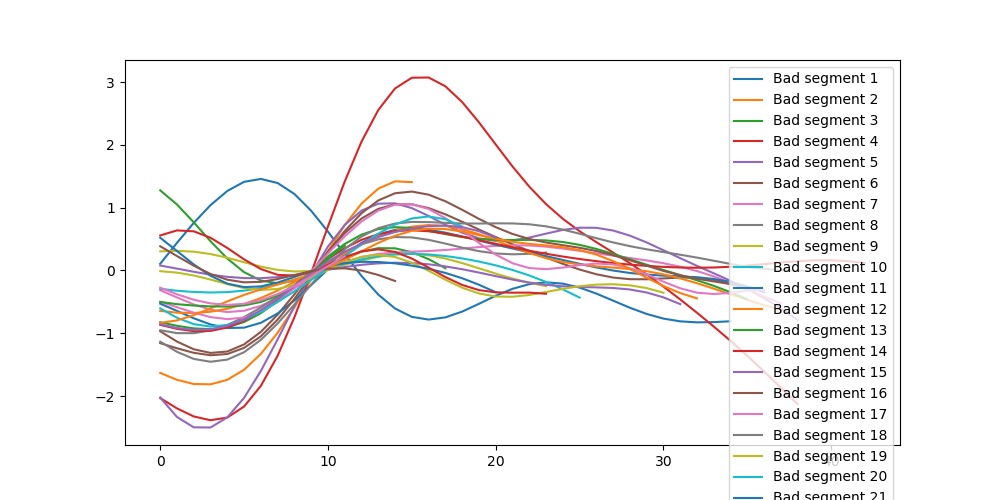 3
2
1
0
−1
−2
0
10
20
30
40
Bad segment 1
Bad segment 2
Bad segment 3
Bad segment 4
Bad segment 5
Bad segment 6
Bad segment 7
Bad segment 8
Bad segment 9
Bad segment 10
Bad segment 11
Bad segment 12
Bad segment 13
Bad segment 14
Bad segment 15
Bad segment 16
Bad segment 17
Bad segment 18
Bad segment 19
Bad segment 20
Bad segment 21